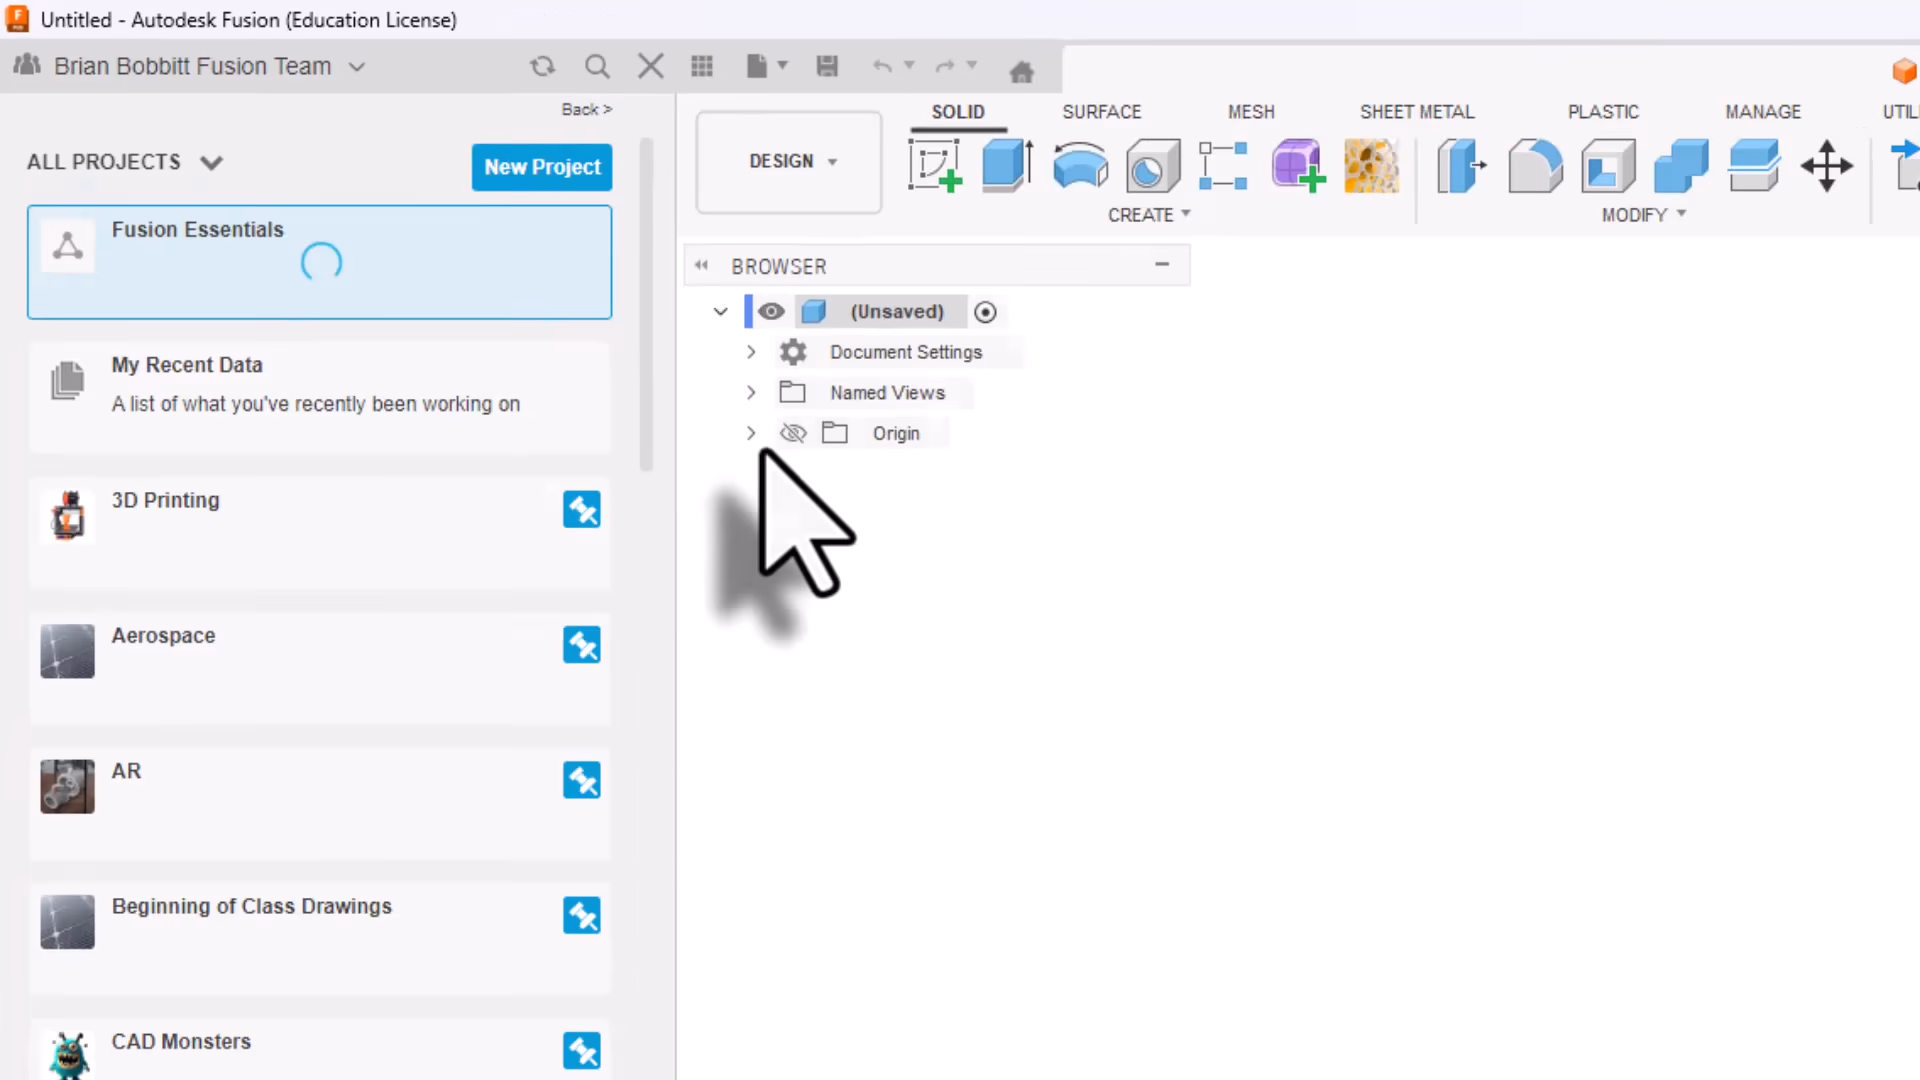 Untitled - Autodesk Fusion (Education License)
Brian Bobbitt Fusion Team
Back >
ALL PROJECTS
New Project
Fusion Essentials
My Recent Data
A list of what you've recently been working on
3D Printing
Aerospace
AR
Beginning of Class Drawings
CAD Monsters
DESIGN
SOLID
SURFACE
MESH
SHEET METAL
PLASTIC
MANAGE
UTIL
CREATE
MODIFY
BROWSER
(Unsaved)
Document Settings
Named Views
Origin